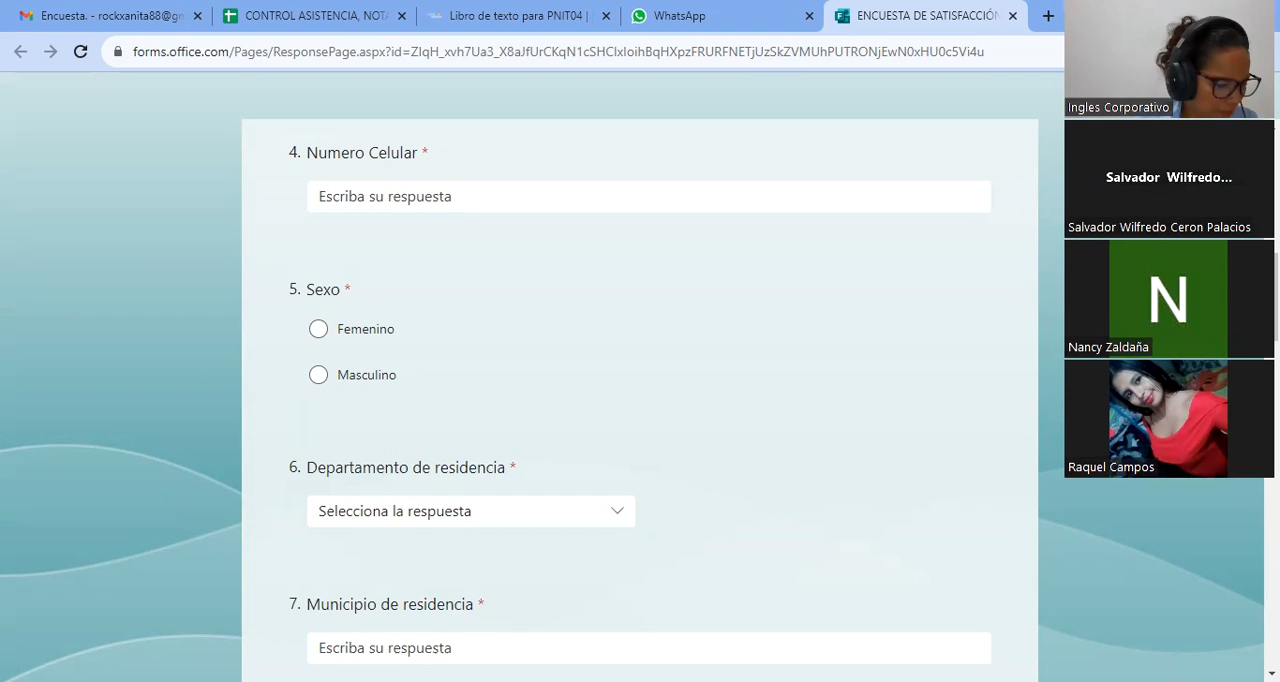 Encuesta. - rockxanita88@gm
CONTROL ASISTENCIA, NOTA
Libro de texto para PNIT04 |
WhatsApp
ENCUESTA DE SATISFACCIÓN
forms.office.com/Pages/ResponsePage.aspx?id=ZIqH_xvh7Ua3_X8aJfUrCKqN1cSHCIxIoihBqHXpzFRURFNETjUzSkZVMUhPUTRONjEwN0xHU0c5Vi4u
4. Numero Celular *
Escriba su respuesta
5. Sexo *
Femenino
Masculino
6. Departamento de residencia *
Selecciona la respuesta
7. Municipio de residencia *
Escriba su respuesta
Ingles Corporativo
Salvador Wilfredo...
Salvador Wilfredo Ceron Palacios
N
Nancy Zaldaña
Raquel Campos